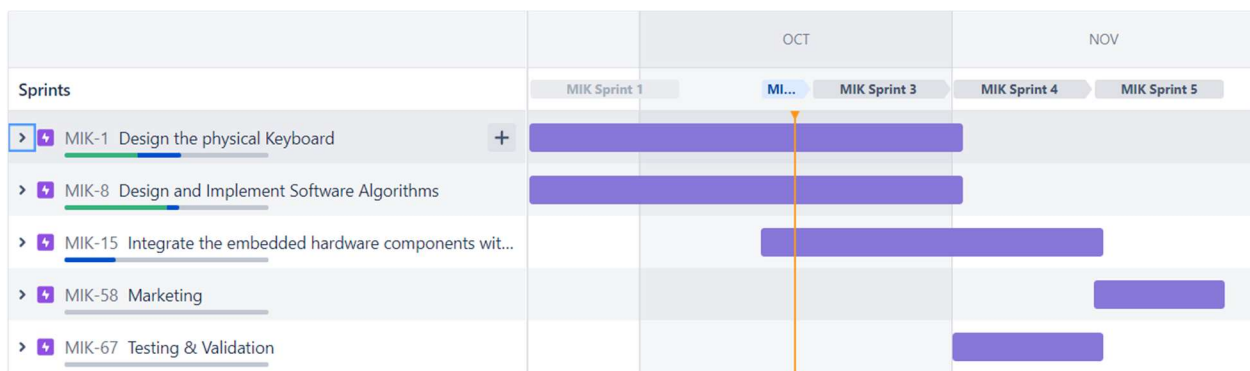 OCT NOV
Sprints MIK Sprint 1 MI... MIK Sprint 3 MIK Sprint 4 MIK Sprint 5
MIK-1 Design the physical Keyboard +
MIK-8 Design and Implement Software Algorithms
MIK-15 Integrate the embedded hardware components wit...
MIK-58 Marketing
MIK-67 Testing & Validation